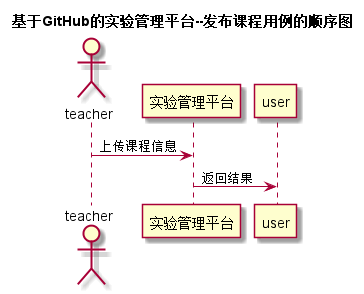 基于GitHub的实验管理平台--发布课程用例的顺序图
teacher
实验管理平台
user
上传课程信息
返回结果
teacher
实验管理平台
user